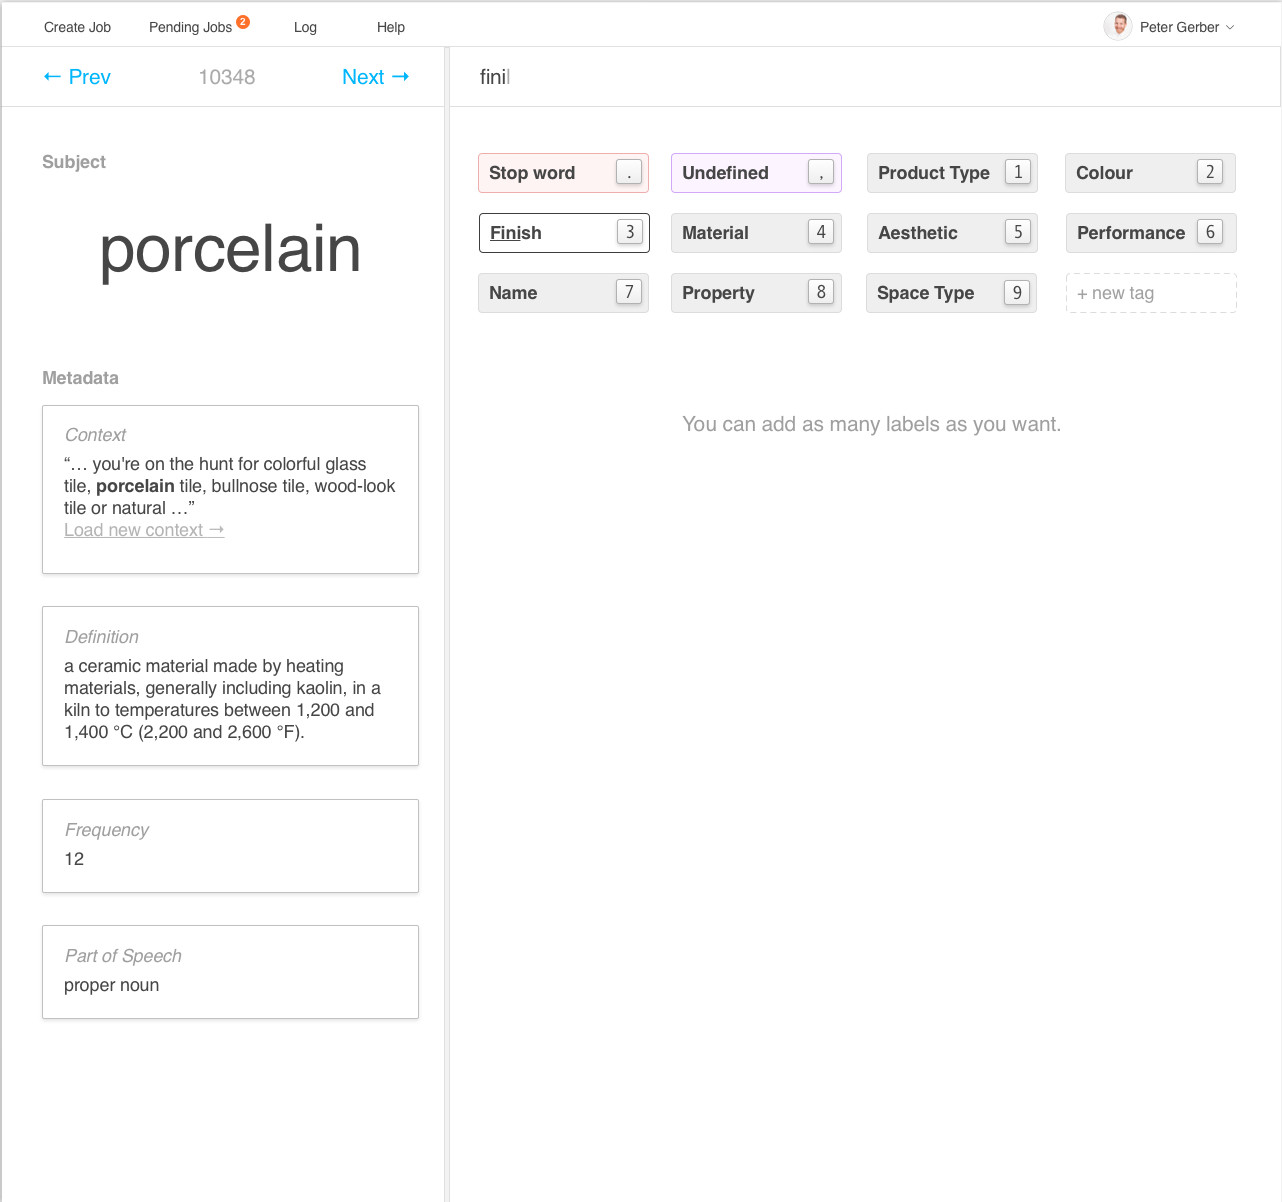 Create Job Pending Jobs 2 Log Help Peter Gerber
← Prev 10348 Next →
fini
Subject
porcelain
Stop word . Undefined , Product Type 1 Colour 2
Finish 3 Material 4 Aesthetic 5 Performance 6
Name 7 Property 8 Space Type 9 + new tag
You can add as many labels as you want.
Metadata
Context
“… you're on the hunt for colorful glass
tile, porcelain tile, bullnose tile, wood-look
tile or natural …”
Load new context →
Definition
a ceramic material made by heating
materials, generally including kaolin, in a
kiln to temperatures between 1,200 and
1,400 °C (2,200 and 2,600 °F).
Frequency
12
Part of Speech
proper noun